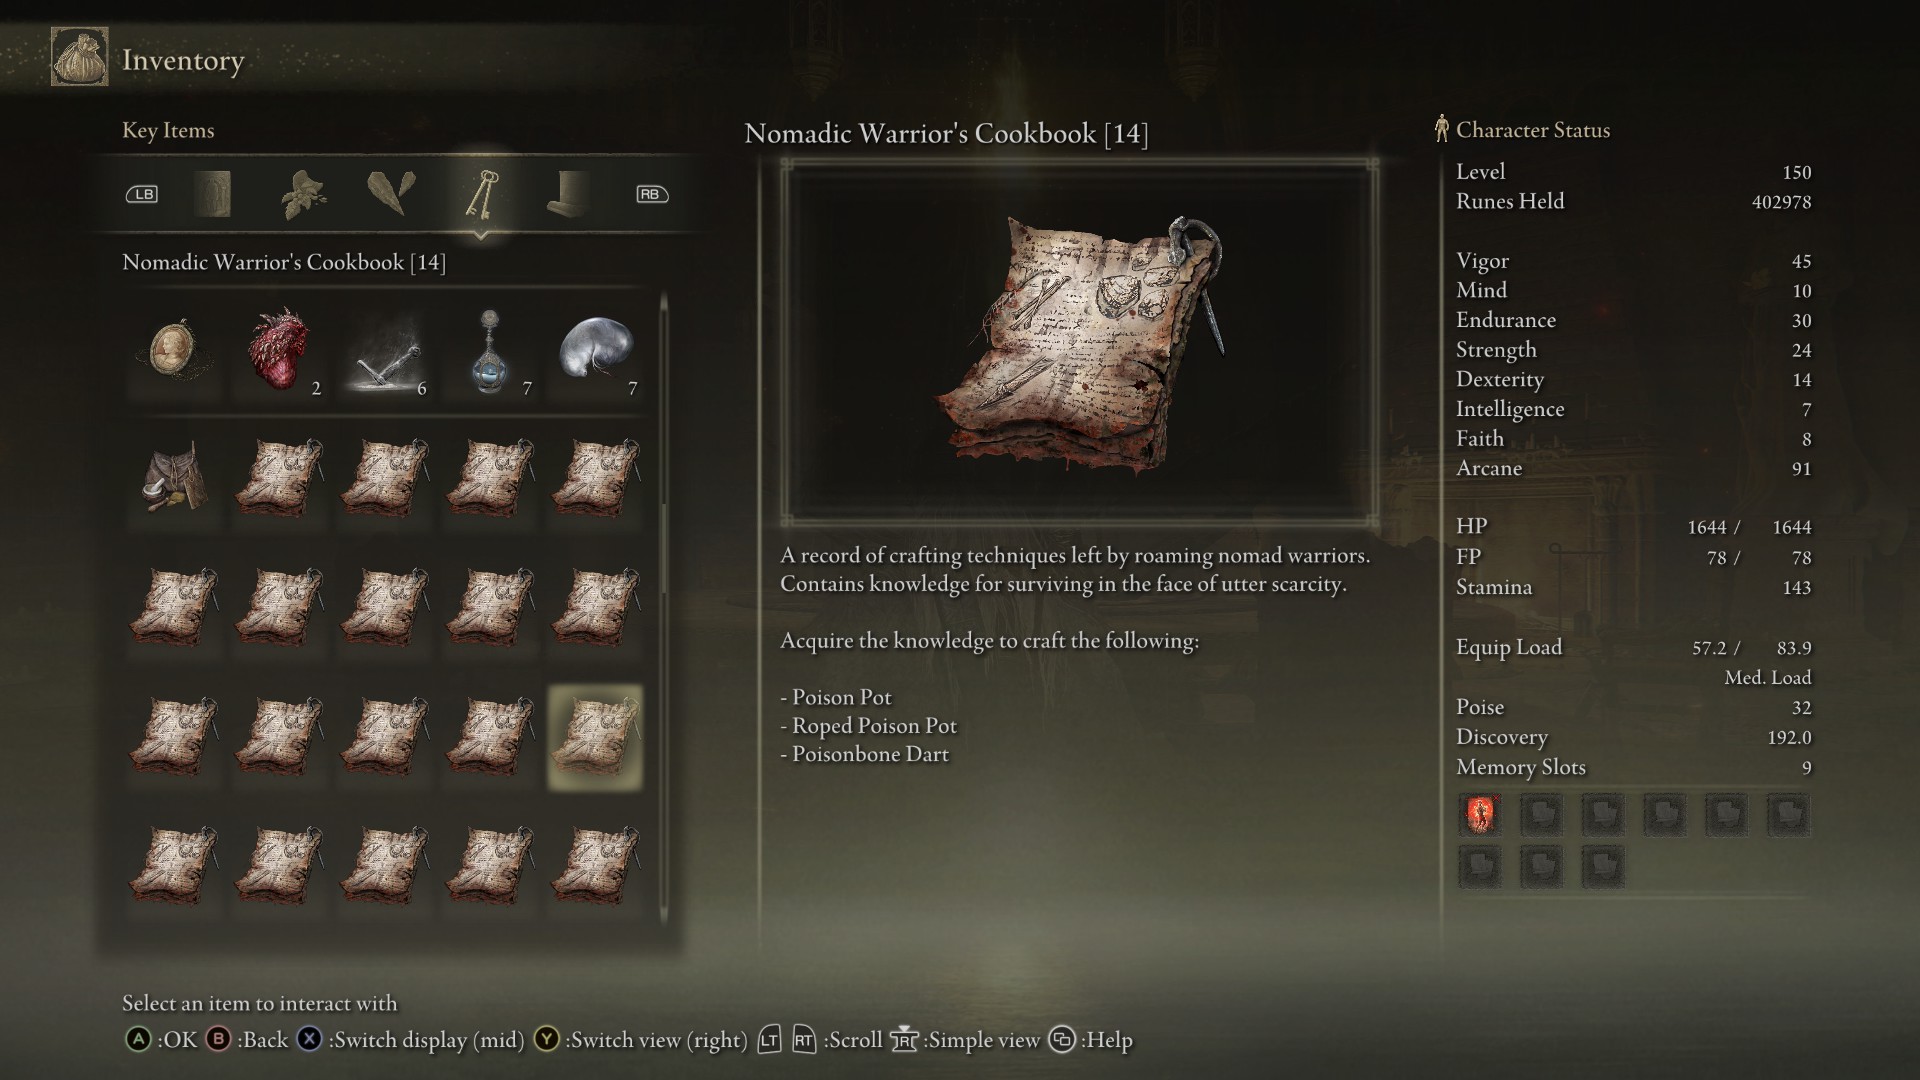 Inventory
Key Items
LB
RB
Nomadic Warrior's Cookbook [14]
2
6
7
7
Nomadic Warrior's Cookbook [14]
A record of crafting techniques left by roaming nomad warriors.
Contains knowledge for surviving in the face of utter scarcity.
Acquire the knowledge to craft the following:
- Poison Pot
- Roped Poison Pot
- Poisonbone Dart
Character Status
Level 150
Runes Held 402978
Vigor 45
Mind 10
Endurance 30
Strength 24
Dexterity 14
Intelligence 7
Faith 8
Arcane 91
HP 1644 / 1644
FP 78 / 78
Stamina 143
Equip Load 57.2 / 83.9
Med. Load
Poise 32
Discovery 192.0
Memory Slots 9
Select an item to interact with
A :OK B :Back X :Switch display (mid) Y :Switch view (right) LT RT :Scroll R :Simple view :Help